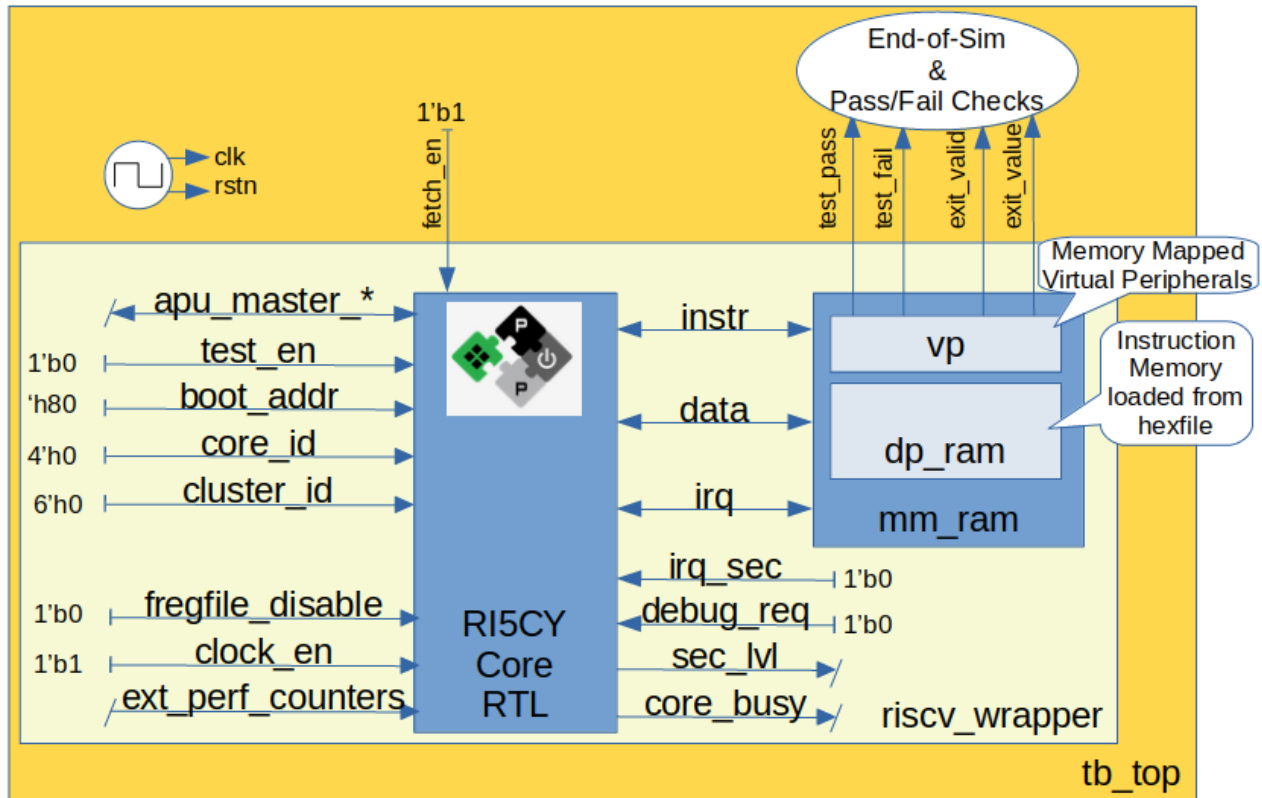 End-of-Sim
&
Pass/Fail Checks
1’b1
clk
rstn
fetch_en
test_pass
test_fail
exit_valid
exit_value
Memory Mapped
Virtual Peripherals
apu_master_*
instr
vp
Instruction
Memory
loaded from
hexfile
1’b0
test_en
‘h80
boot_addr
data
4’h0
core_id
dp_ram
6’h0
cluster_id
irq
mm_ram
irq_sec
1’b0
1’b0
fregfile_disable
debug_req
1’b0
RI5CY
Core
RTL
1’b1
clock_en
sec_lvl
ext_perf_counters
core_busy
riscv_wrapper
tb_top
P
P